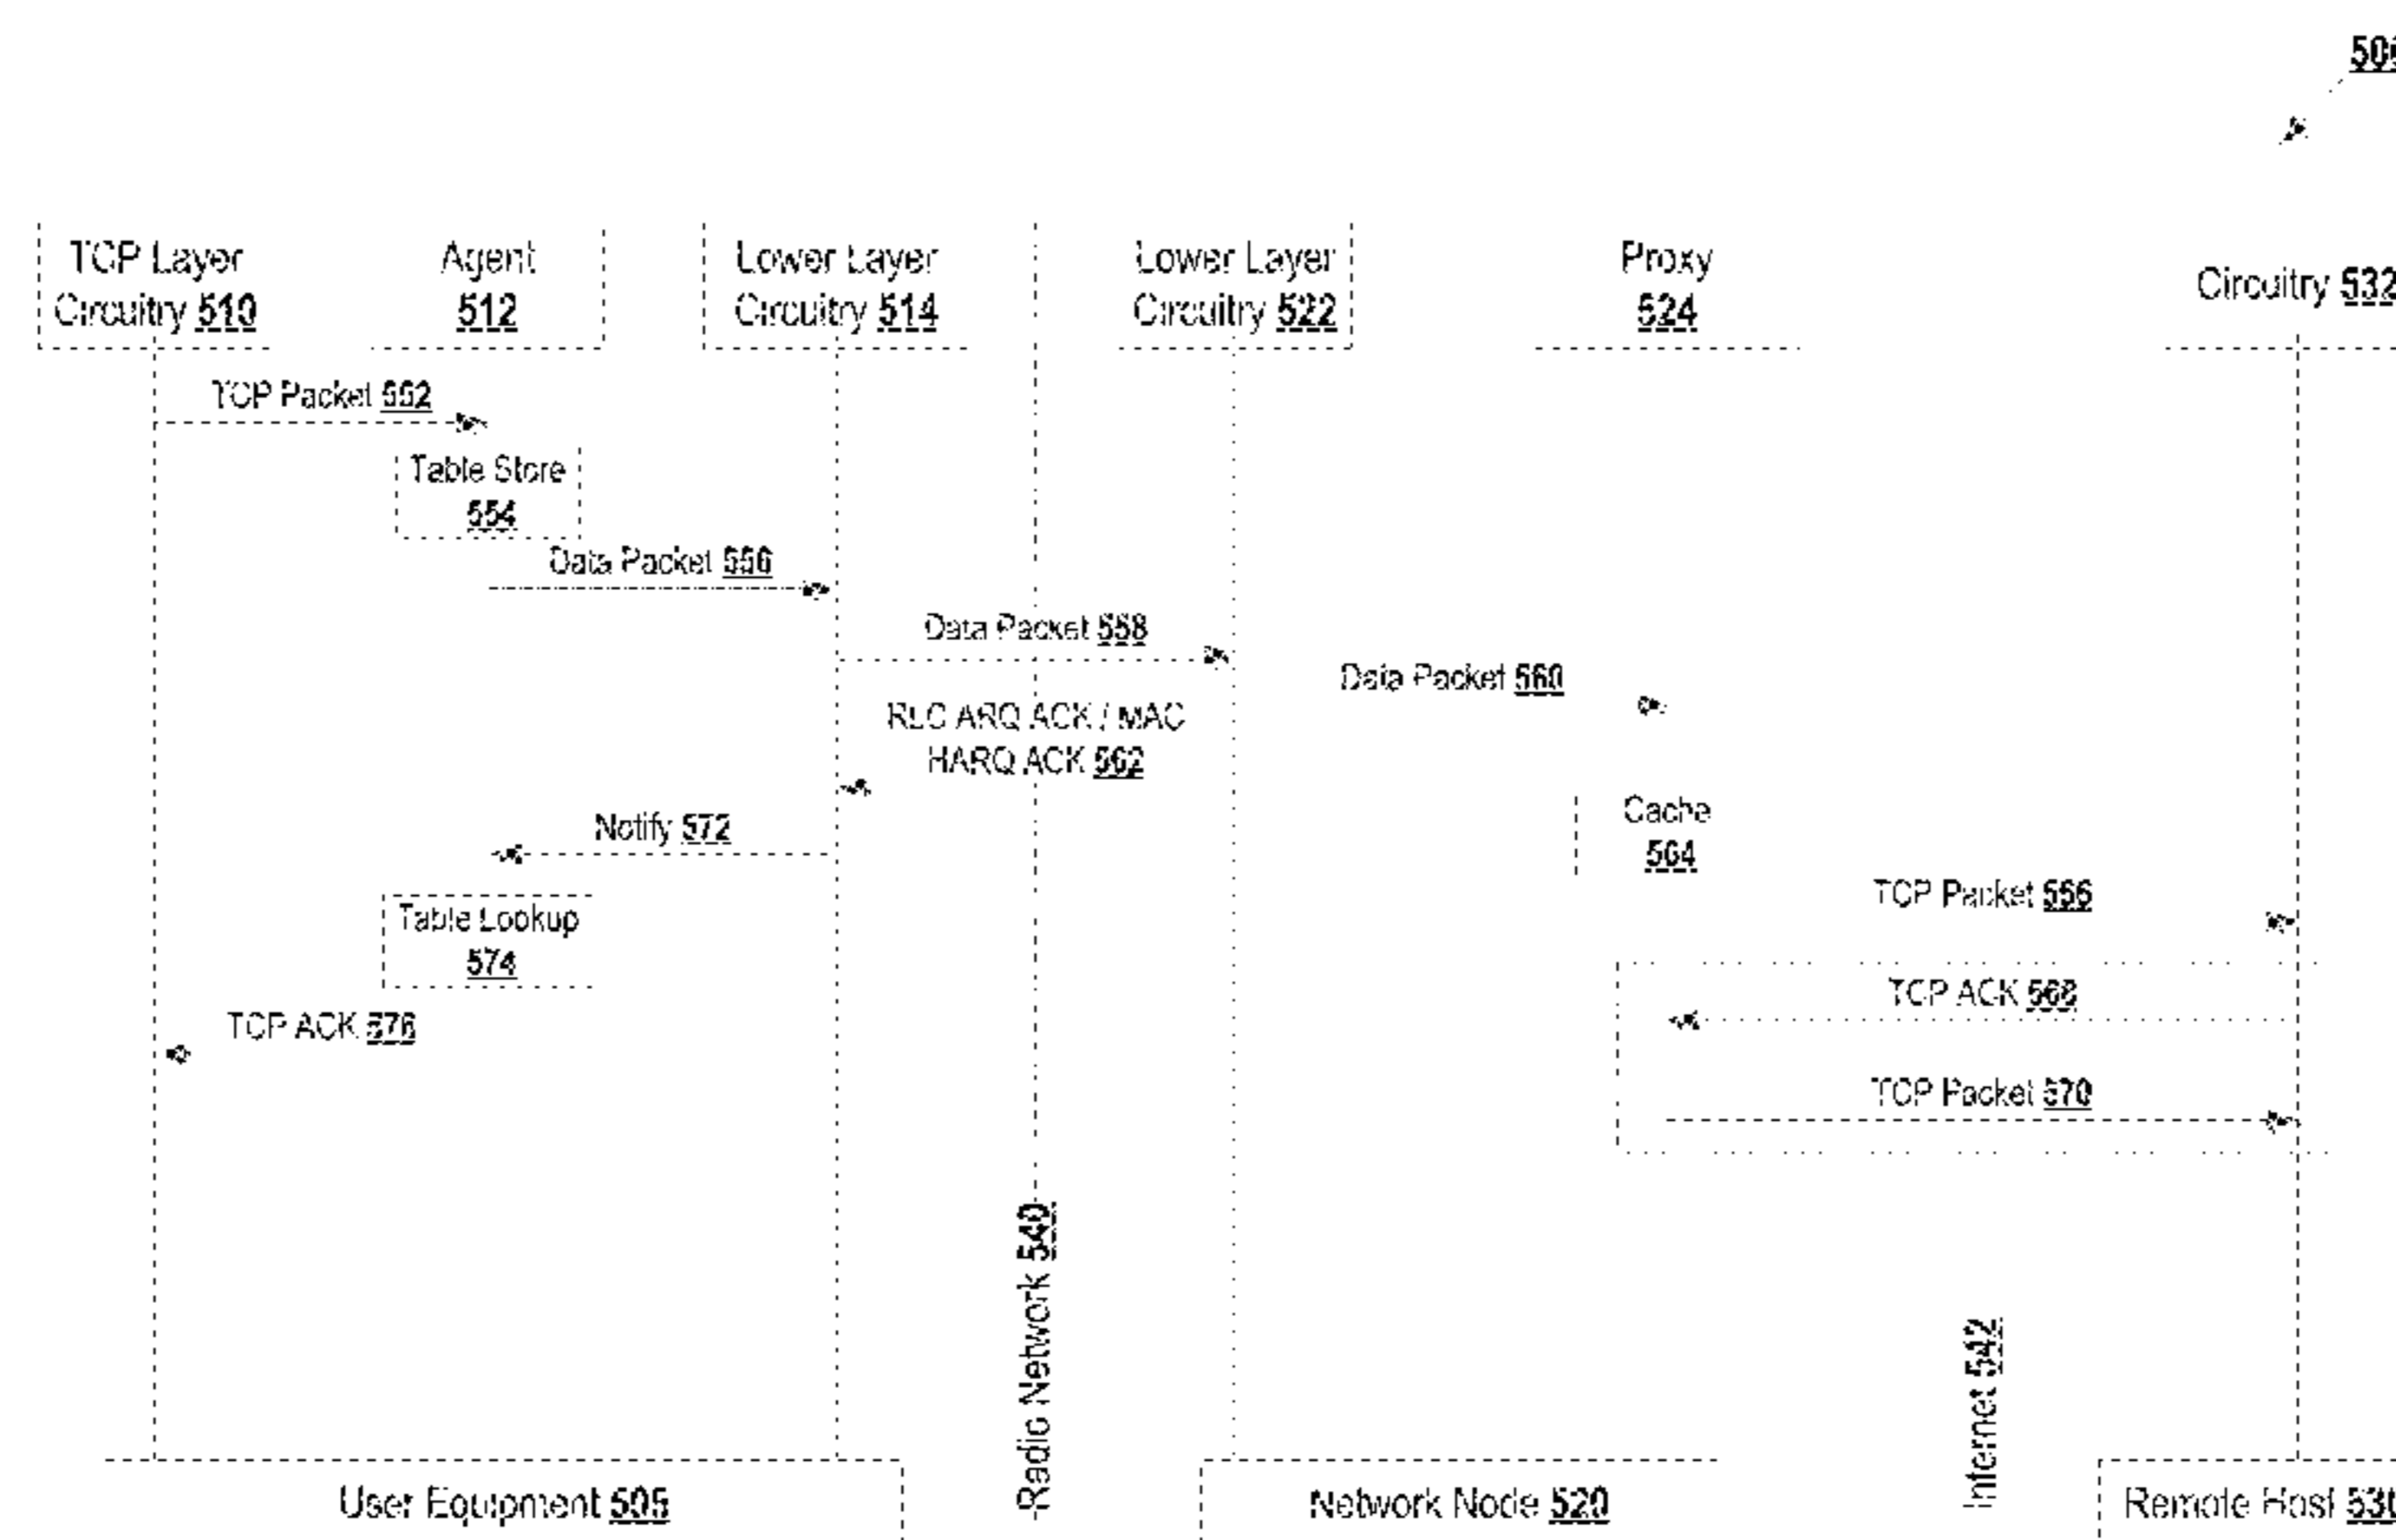 TCP Layer
Circuitry 510
Agent
512
Lower Layer
Circuitry 514
Lower Layer
Circuitry 522
Proxy
524
Circuitry 532
TCP Packet 552
Table Store
554
Data Packet 556
Data Packet 558
Data Packet 560
RLC ARQ ACK / MAC
HARQ ACK 562
Notify 572
Cache
564
TCP Packet 566
Table Lookup
574
TCP ACK 568
TCP ACK 576
TCP Packet 570
Radio Network 540
Internet 542
User Equipment 505
Network Node 520
Remote Host 530